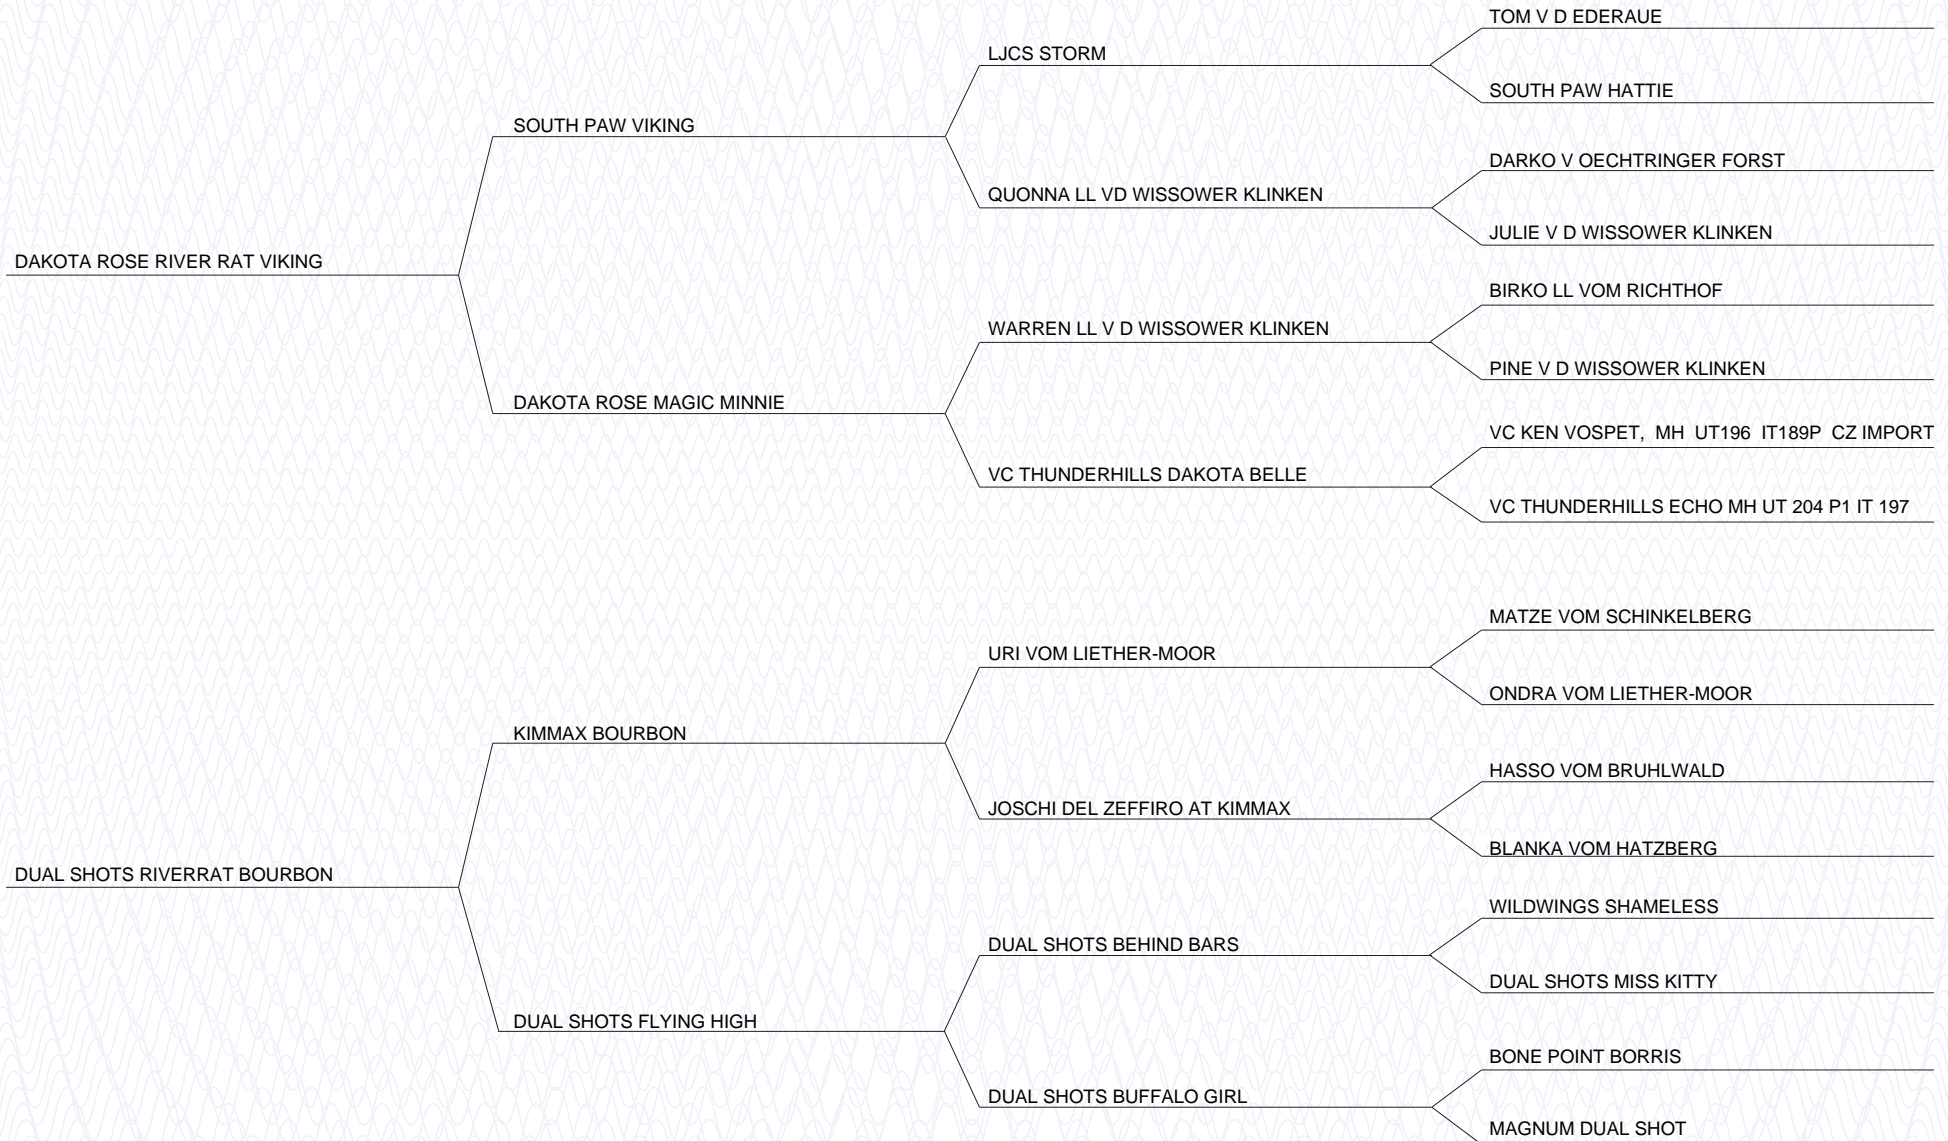 TOM V D EDERAUE
LJCS STORM
SOUTH PAW HATTIE
SOUTH PAW VIKING
DARKO V OECHTRINGER FORST
QUONNA LL VD WISSOWER KLINKEN
JULIE V D WISSOWER KLINKEN
DAKOTA ROSE RIVER RAT VIKING
BIRKO LL VOM RICHTHOF
WARREN LL V D WISSOWER KLINKEN
PINE V D WISSOWER KLINKEN
DAKOTA ROSE MAGIC MINNIE
VC KEN VOSPET, MH UT196 IT189P CZ IMPORT
VC THUNDERHILLS DAKOTA BELLE
VC THUNDERHILLS ECHO MH UT 204 P1 IT 197
MATZE VOM SCHINKELBERG
URI VOM LIETHER-MOOR
ONDRA VOM LIETHER-MOOR
KIMMAX BOURBON
HASSO VOM BRUHLWALD
JOSCHI DEL ZEFFIRO AT KIMMAX
BLANKA VOM HATZBERG
DUAL SHOTS RIVERRAT BOURBON
WILDWINGS SHAMELESS
DUAL SHOTS BEHIND BARS
DUAL SHOTS MISS KITTY
DUAL SHOTS FLYING HIGH
BONE POINT BORRIS
DUAL SHOTS BUFFALO GIRL
MAGNUM DUAL SHOT